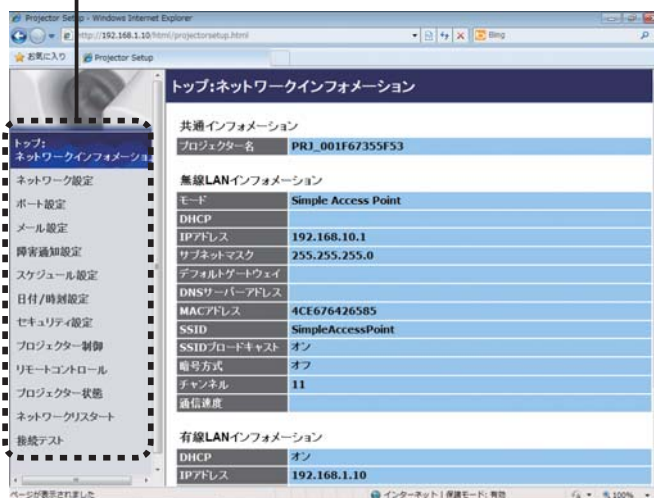 Projector Setup - Windows Internet Explorer
http://192.168.1.10/html/projectorsetup.html
Bing
お気に入り
Projector Setup
トップ:ネットワークインフォメーション
トップ:
ネットワークインフォメーション
ネットワーク設定
ポート設定
メール設定
障害通知設定
スケジュール設定
日付/時刻設定
セキュリティ設定
プロジェクター制御
リモートコントロール
プロジェクター状態
ネットワークリスタート
接続テスト
共通インフォメーション
プロジェクター名 PRJ_001F67355F53
無線LANインフォメーション
モード Simple Access Point
DHCP
IPアドレス 192.168.10.1
サブネットマスク 255.255.255.0
デフォルトゲートウェイ
DNSサーバーアドレス
MACアドレス 4CE676426585
SSID SimpleAccessPoint
SSIDブロードキャスト オン
暗号方式 オフ
チャンネル 11
通信速度
有線LANインフォメーション
DHCP オン
IPアドレス 192.168.1.10
ページが表示されました
インターネット | 保護モード: 有効
100%